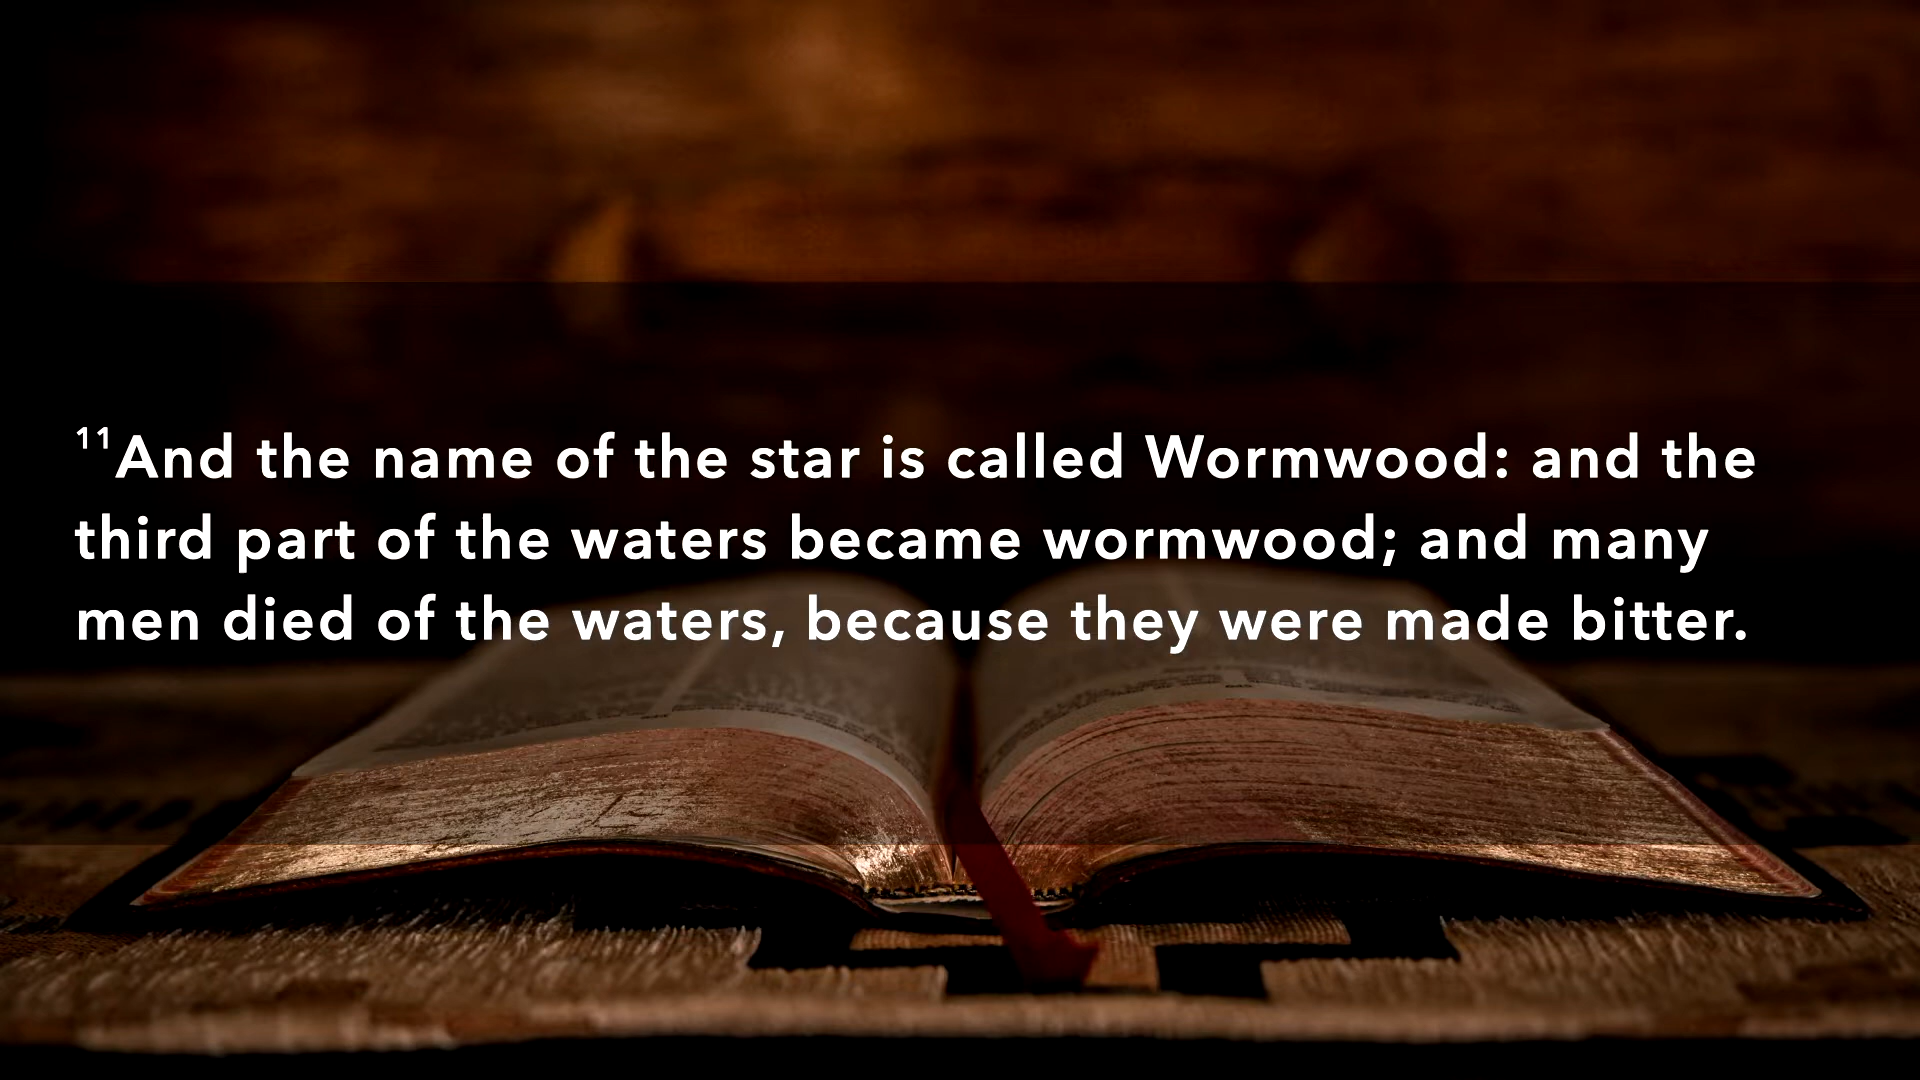 ¹¹And the name of the star is called Wormwood: and the
third part of the waters became wormwood; and many
men died of the waters, because they were made bitter.